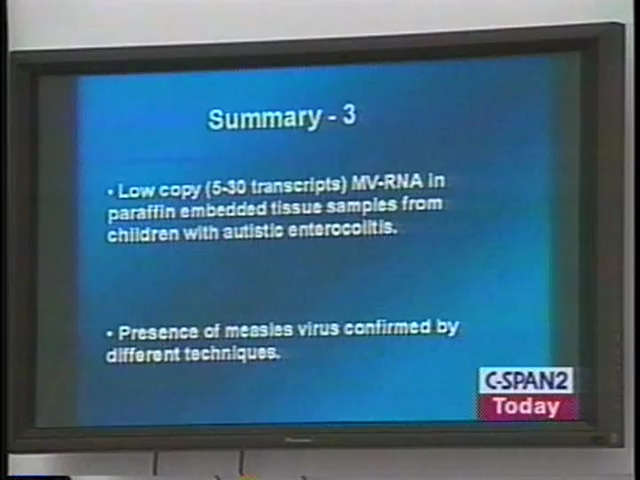 Summary - 3
• Low copy (5-30 transcripts) MV-RNA in
paraffin embedded tissue samples from
children with autistic enterocolitis.
• Presence of measles virus confirmed by
different techniques.
C-SPAN2
Today